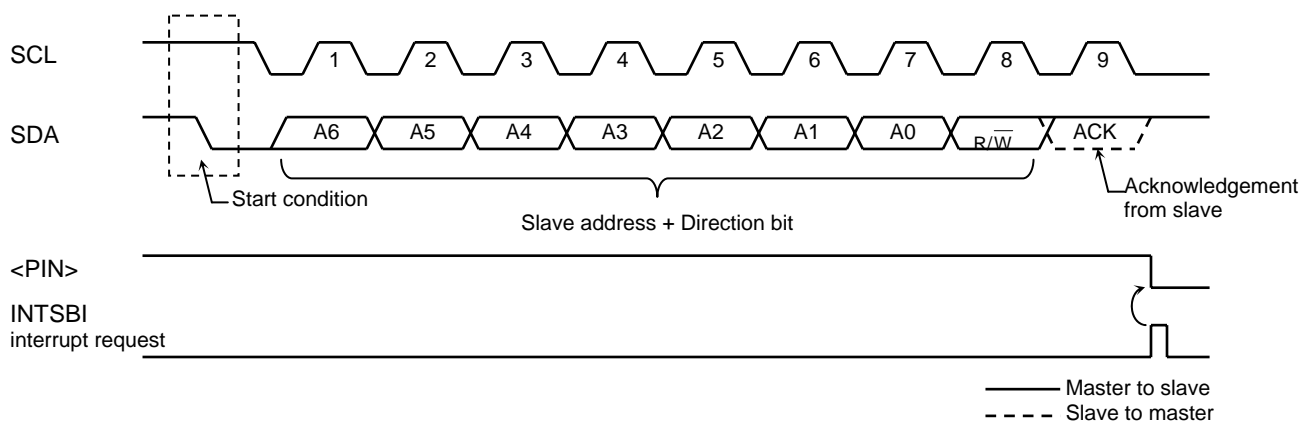 SCL
1 2 3 4 5 6 7 8 9
SDA
A6 A5 A4 A3 A2 A1 A0 R/W̅ ACK
Start condition
Slave address + Direction bit
Acknowledgement
from slave
<PIN>
INTSBI
interrupt request
Master to slave
Slave to master